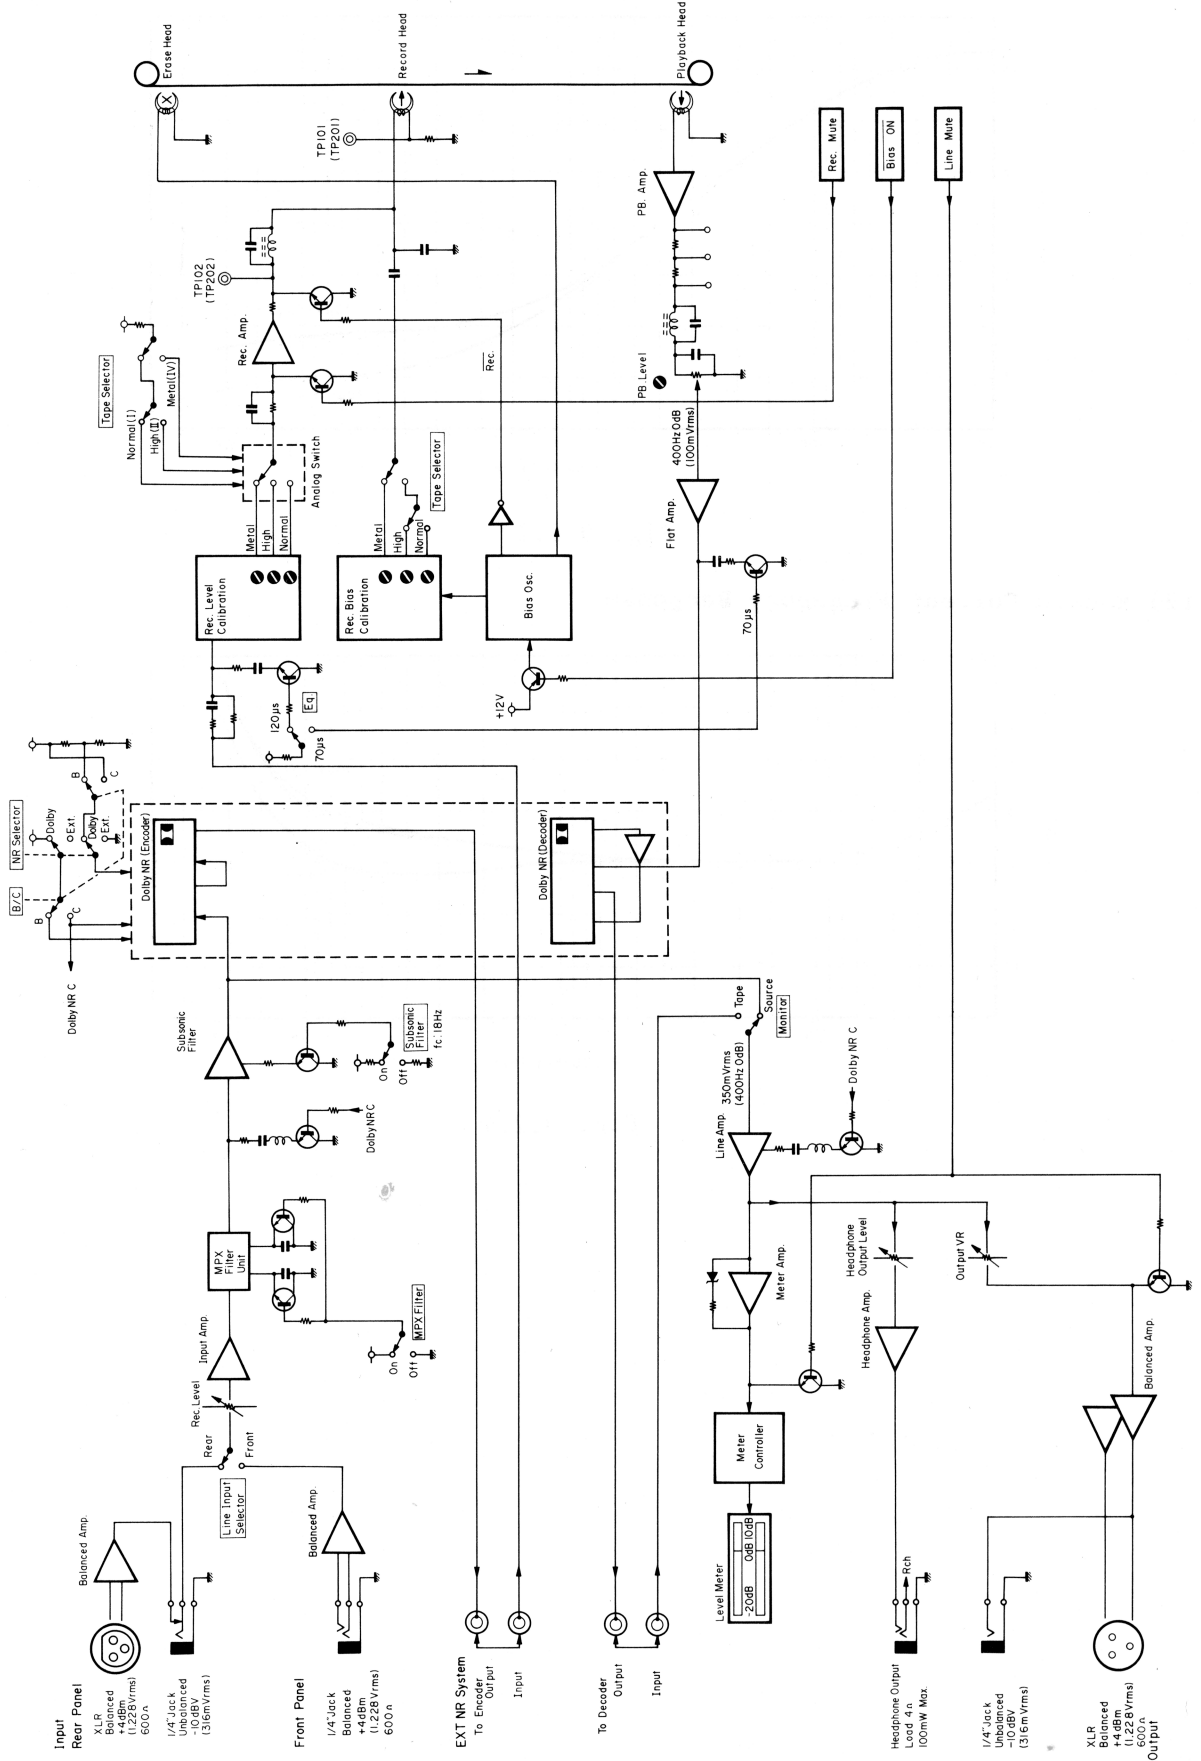 Input
Rear Panel
XLR
Balanced
+4dBm
(1.228Vrms)
600Ω
1/4"Jack
Unbalanced
-10dBV
(316mVrms)
Front Panel
1/4"Jack
Balanced
+4dBm
(1.228Vrms)
600Ω
EXT NR System
To Encoder
Output
Input
To Decoder
Output
Input
Headphone Output
Load 4Ω
100mW Max.
1/4"Jack
Unbalanced
-10dBV
(316mVrms)
XLR
Balanced
+4dBm
(1.228Vrms)
600Ω
Output
Balanced Amp.
Line Input
Selector
Rear
Front
Balanced Amp.
Rec. Level
Input Amp.
MPX
Filter
Unit
MPX Filter
On
Off
Dolby NR C
Subsonic
Filter
Subsonic
Filter
fc:18Hz
On
Off
Dolby NR C
B/C
B
C
NR Selector
Dolby
Ext.
Dolby
Ext.
B
C
Dolby NR (Encoder)
Dolby NR (Decoder)
120µs
70µs
Eq
+12V
Rec. Level
Calibration
Metal
High
Normal
Analog Switch
Tape Selector
Normal(I)
High(II)
Metal(IV)
Rec. Amp.
TP102
(TP202)
TP101
(TP201)
Rec. Bias
Calibration
Metal
High
Normal
Tape Selector
Bias Osc.
Rec.
Erase Head
Record Head
Playback Head
PB. Amp.
PB Level
400Hz 0dB
(100mVrms)
Flat Amp.
70µs
Rec. Mute
Bias ON
Line Mute
Tape
Source
Monitor
350mVrms
(400Hz 0dB)
Line Amp.
Dolby NR C
Meter Amp.
Meter
Controller
Level Meter
-20dB
0dB
10dB
Headphone
Output Level
Headphone Amp.
Rch
Output VR
Balanced Amp.